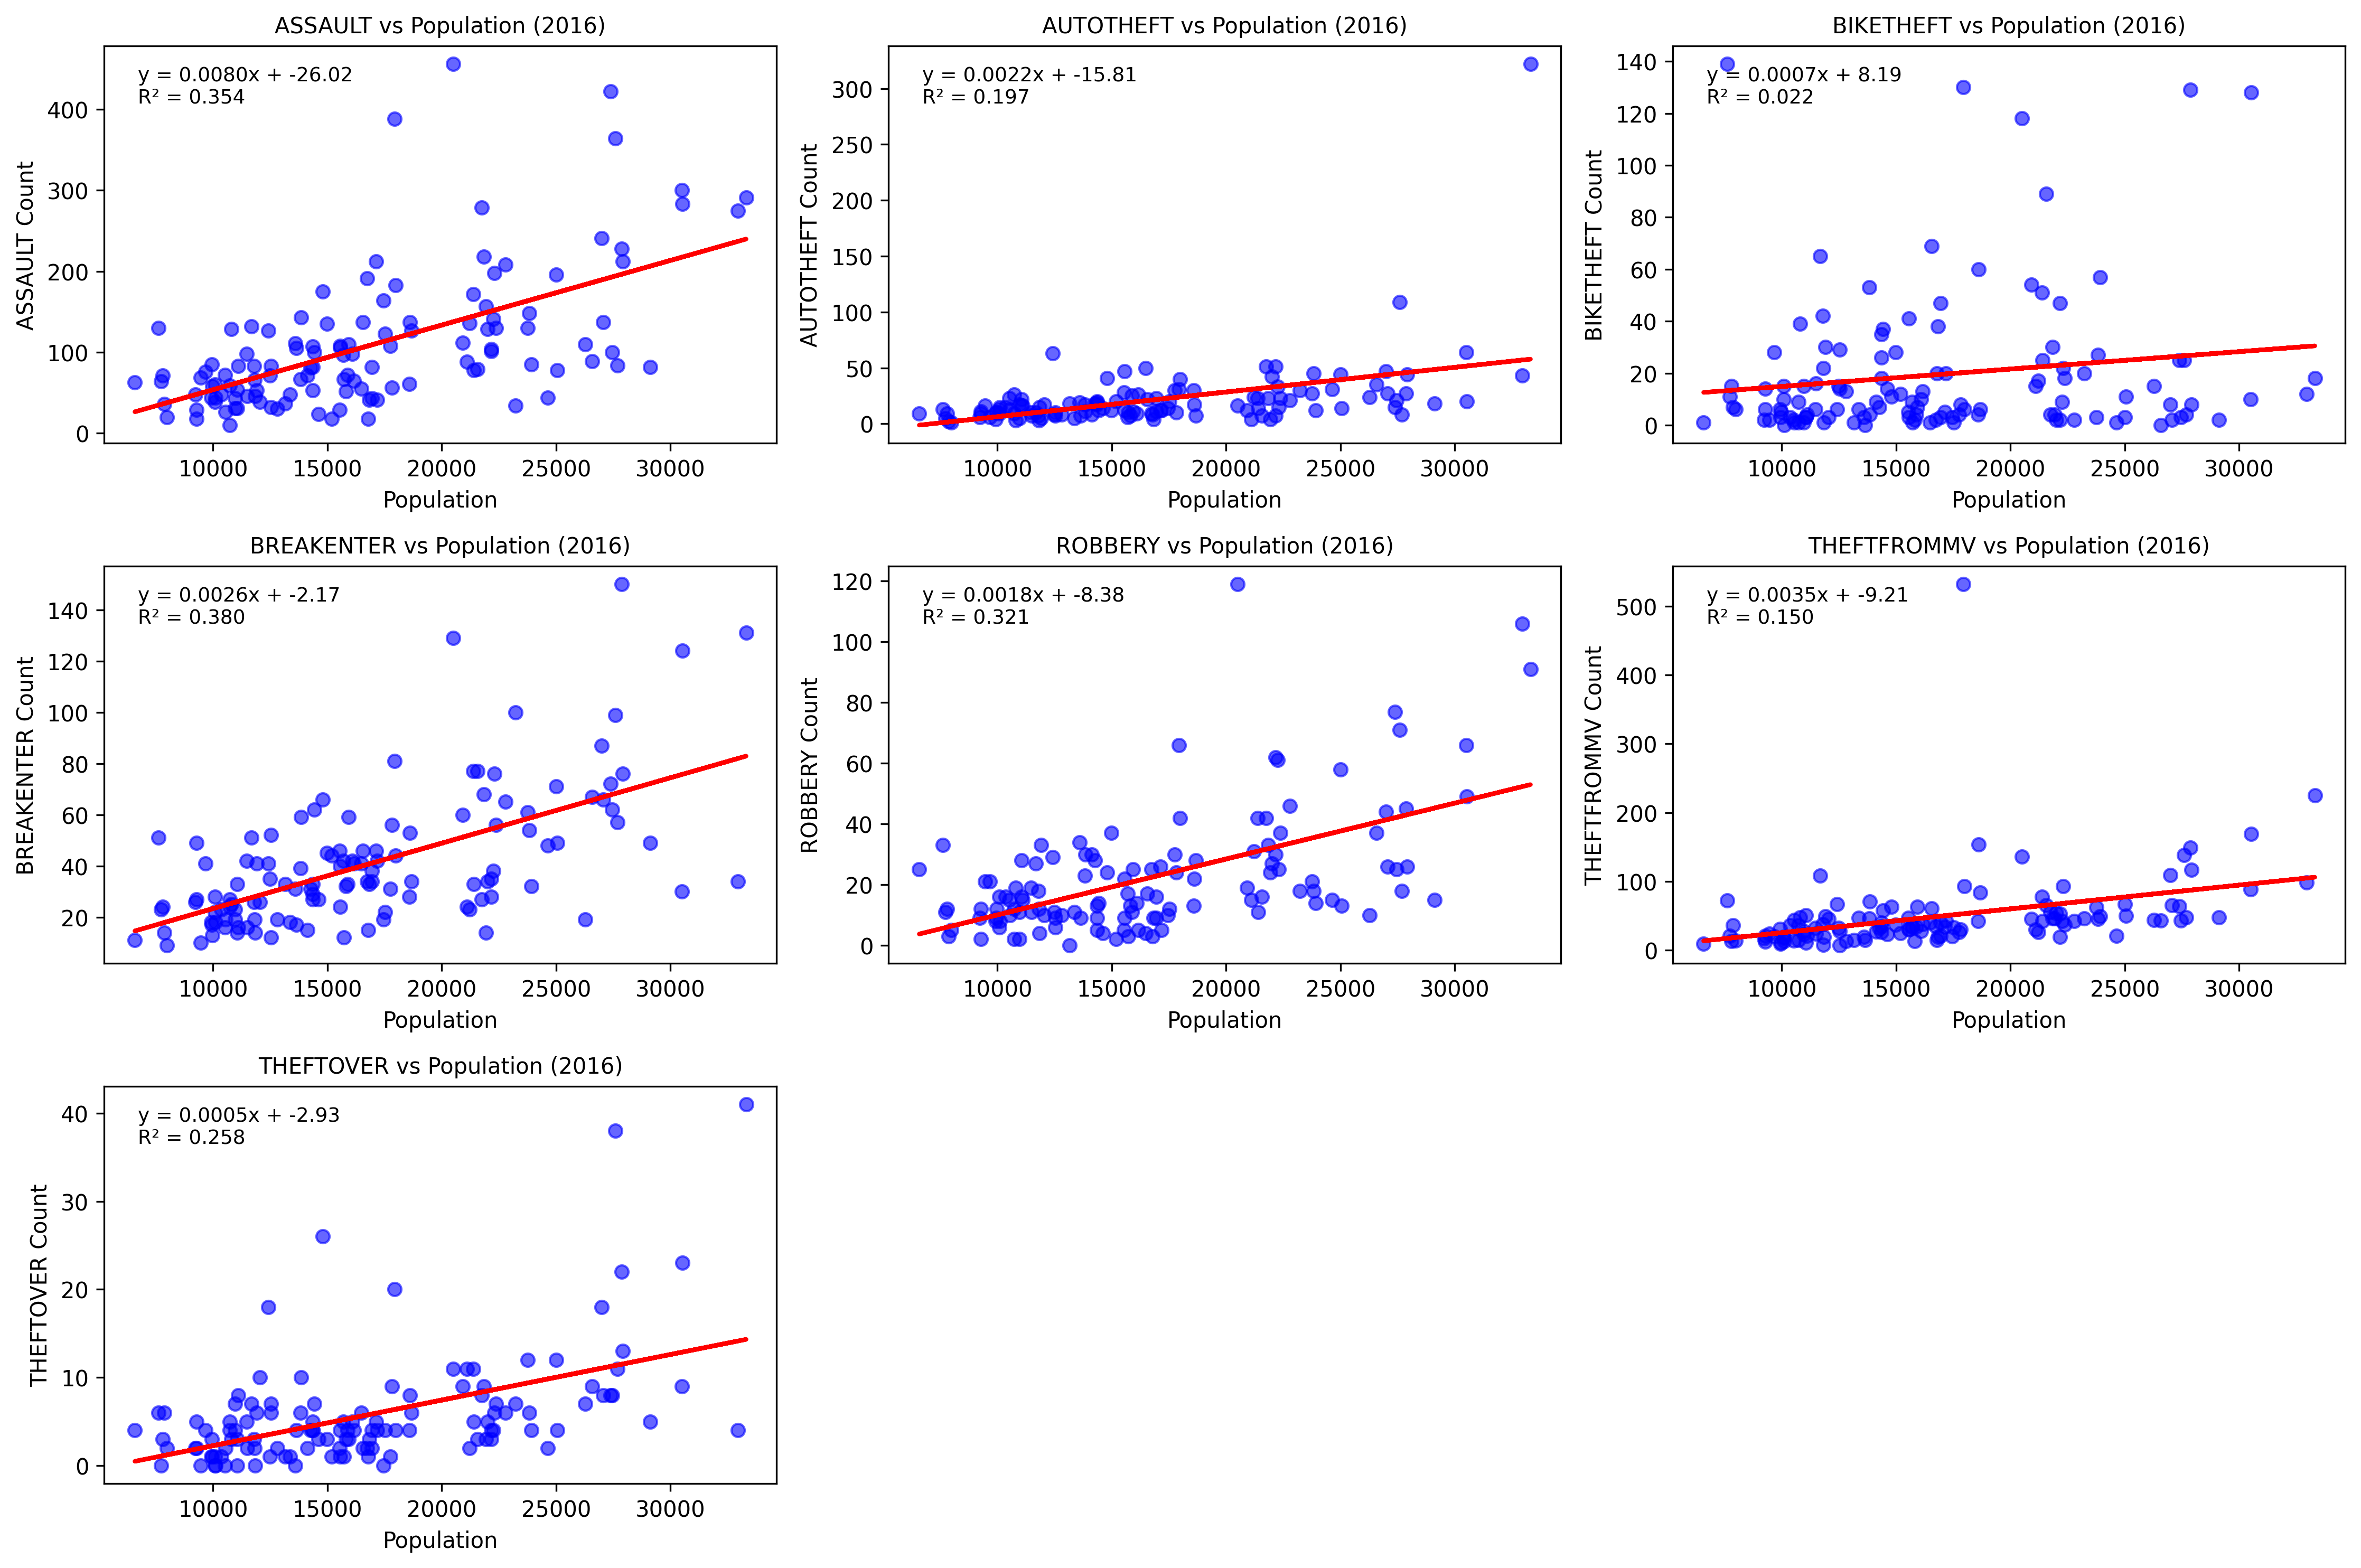 ASSAULT vs Population (2016)
y = 0.0080x + -26.02
R² = 0.354
400
300
200
100
0
ASSAULT Count
10000 15000 20000 25000 30000
Population
AUTOTHEFT vs Population (2016)
y = 0.0022x + -15.81
R² = 0.197
300
250
200
150
100
50
0
AUTOTHEFT Count
10000 15000 20000 25000 30000
Population
BIKETHEFT vs Population (2016)
y = 0.0007x + 8.19
R² = 0.022
140
120
100
80
60
40
20
0
BIKETHEFT Count
10000 15000 20000 25000 30000
Population
BREAKENTER vs Population (2016)
y = 0.0026x + -2.17
R² = 0.380
140
120
100
80
60
40
20
BREAKENTER Count
10000 15000 20000 25000 30000
Population
ROBBERY vs Population (2016)
y = 0.0018x + -8.38
R² = 0.321
120
100
80
60
40
20
0
ROBBERY Count
10000 15000 20000 25000 30000
Population
THEFTFROMMV vs Population (2016)
y = 0.0035x + -9.21
R² = 0.150
500
400
300
200
100
0
THEFTFROMMV Count
10000 15000 20000 25000 30000
Population
THEFTOVER vs Population (2016)
y = 0.0005x + -2.93
R² = 0.258
40
30
20
10
0
THEFTOVER Count
10000 15000 20000 25000 30000
Population